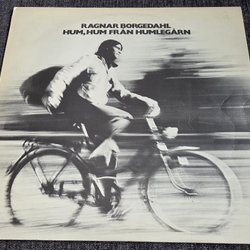 RAGNAR BORGEDAHL
HUM, HUM FRÅN HUMLEGÅRN